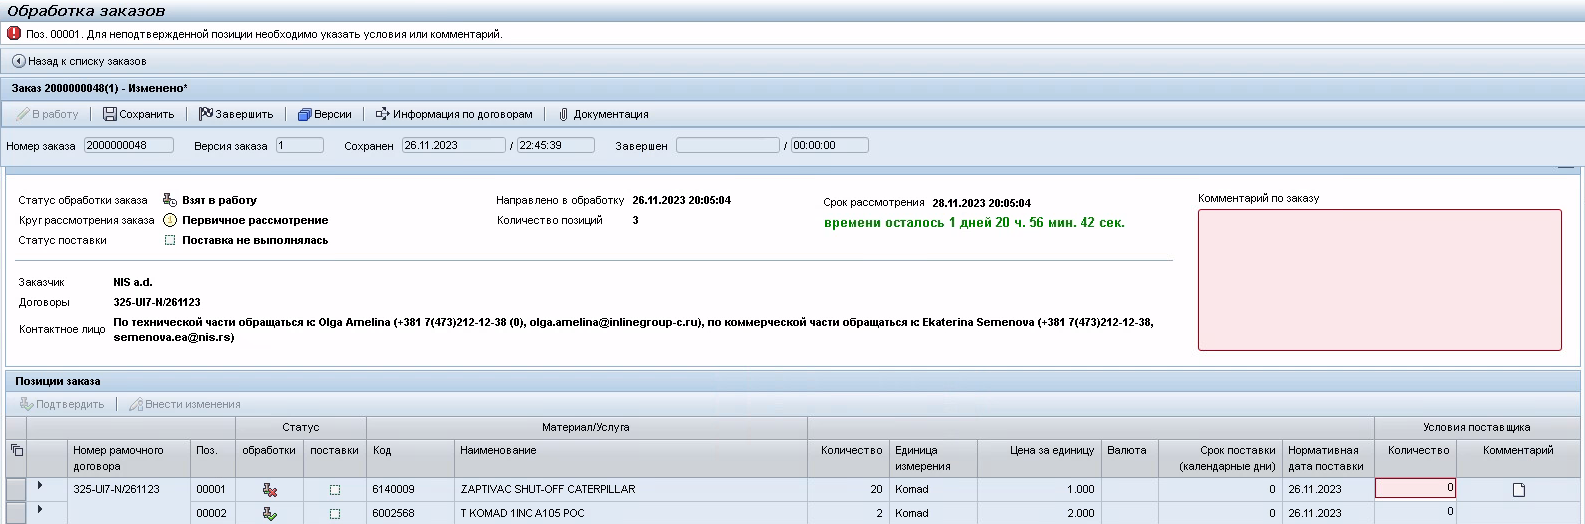 Обработка заказов
Поз. 00001. Для неподтвержденной позиции необходимо указать условия или комментарий.
Назад к списку заказов
Заказ 2000000048(1) - Изменено*
В работу Сохранить Завершить Версии Информация по договорам Документация
Номер заказа 2000000048 Версия заказа 1 Сохранен 26.11.2023 / 22:45:39 Завершен / 00:00:00
Статус обработки заказа Взят в работу Направлено в обработку 26.11.2023 20:05:04 Срок рассмотрения 28.11.2023 20:05:04 Комментарий по заказу
Круг рассмотрения заказа 1 Первичное рассмотрение Количество позиций 3 времени осталось 1 дней 20 ч. 56 мин. 42 сек.
Статус поставки Поставка не выполнялась
Заказчик NIS a.d.
Договоры 325-UI7-N/261123
Контактное лицо По технической части обращаться к: Olga Amelina (+381 7(473)212-12-38 (0), olga.amelina@inlinegroup-c.ru), по коммерческой части обращаться к: Ekaterina Semenova (+381 7(473)212-12-38,
semenova.ea@nis.rs)
Позиции заказа
Подтвердить Внести изменения
Статус Материал/Услуга Условия поставщика
Номер рамочного договора Поз. обработки поставки Код Наименование Количество Единица измерения Цена за единицу Валюта Срок поставки (календарные дни) Нормативная дата поставки Количество Комментарий
325-UI7-N/261123 00001 6140009 ZAPTIVAC SHUT-OFF CATERPILLAR 20 Komad 1.000 0 26.11.2023 0
00002 6002568 T KOMAD 1INC A105 POC 2 Komad 2.000 0 26.11.2023 0